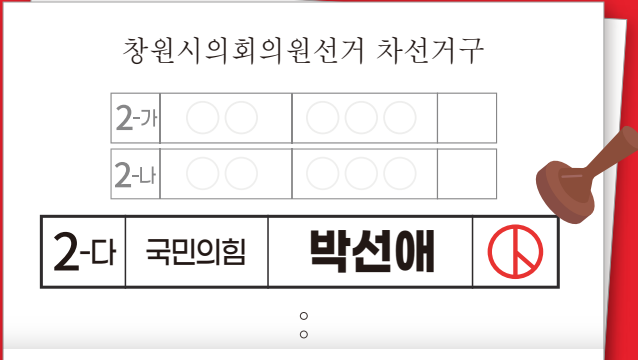 창원시의회의원선거 차선거구
2-가 ○○ ○○○
2-나 ○○ ○○○
2-다 국민의힘 박선애